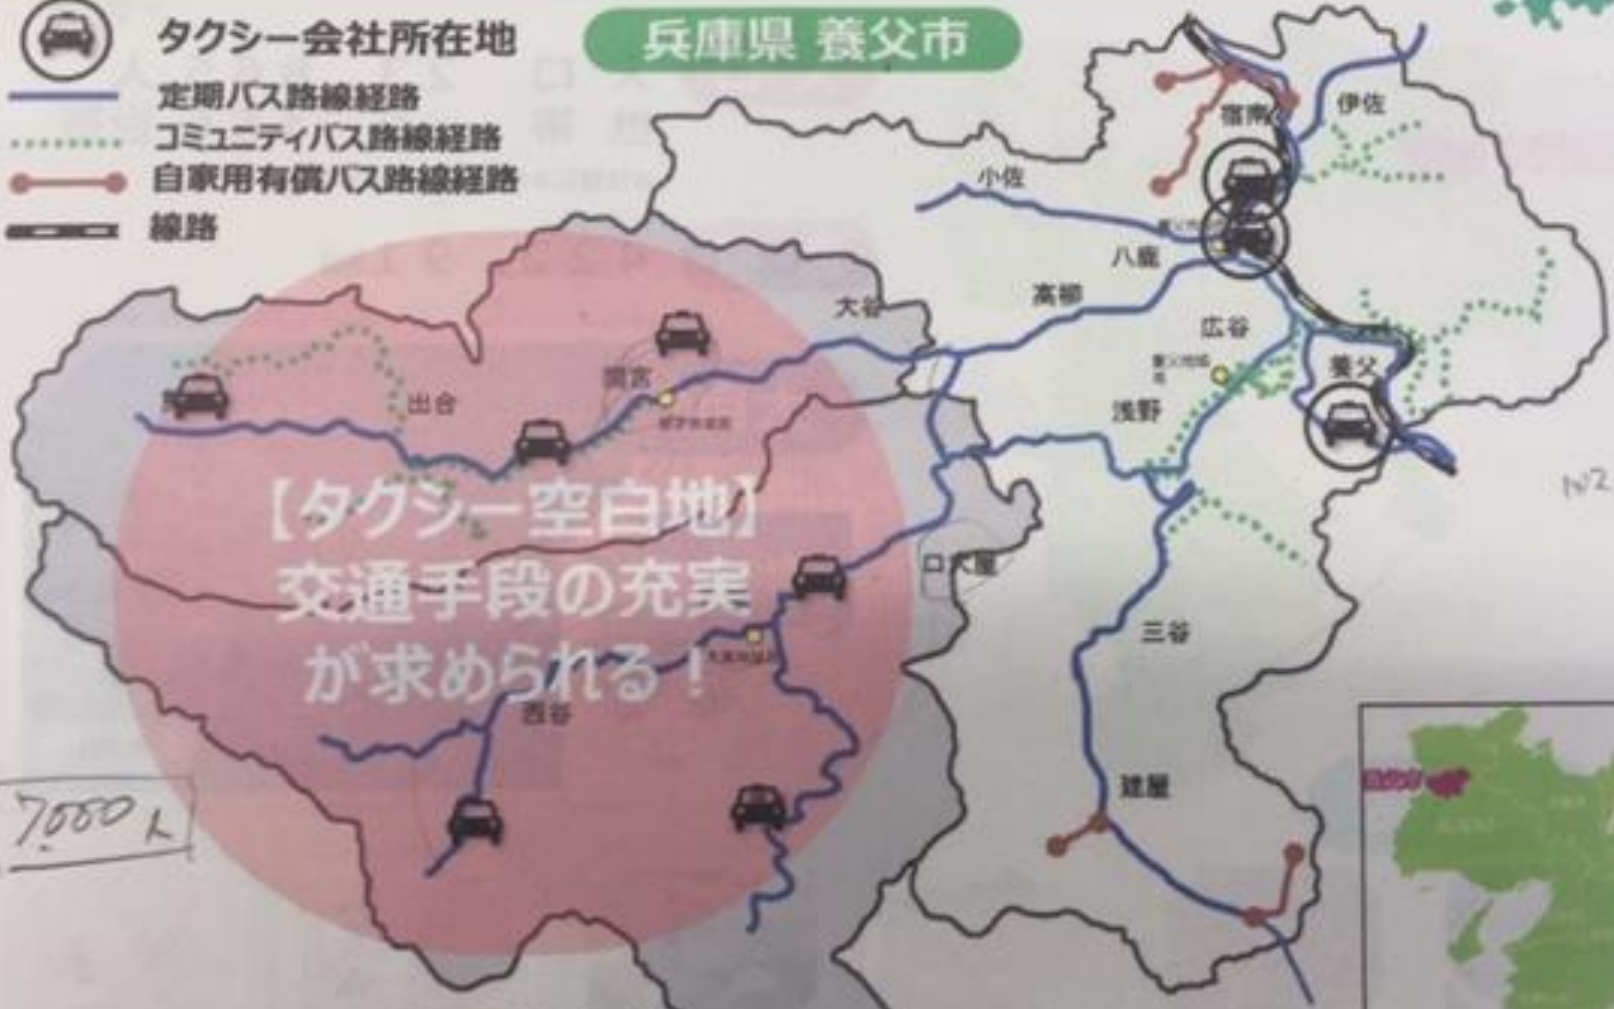 タクシー会社所在地
兵庫県 養父市
定期バス路線経路
コミュニティバス路線経路
自家用有償バス路線経路
線路
宿南
伊佐
小佐
八鹿
高柳
大谷
広谷
養父
関宮
出合
浅野
【タクシー空白地】
交通手段の充実
が求められる！
口大屋
三谷
西谷
建屋
7,000人